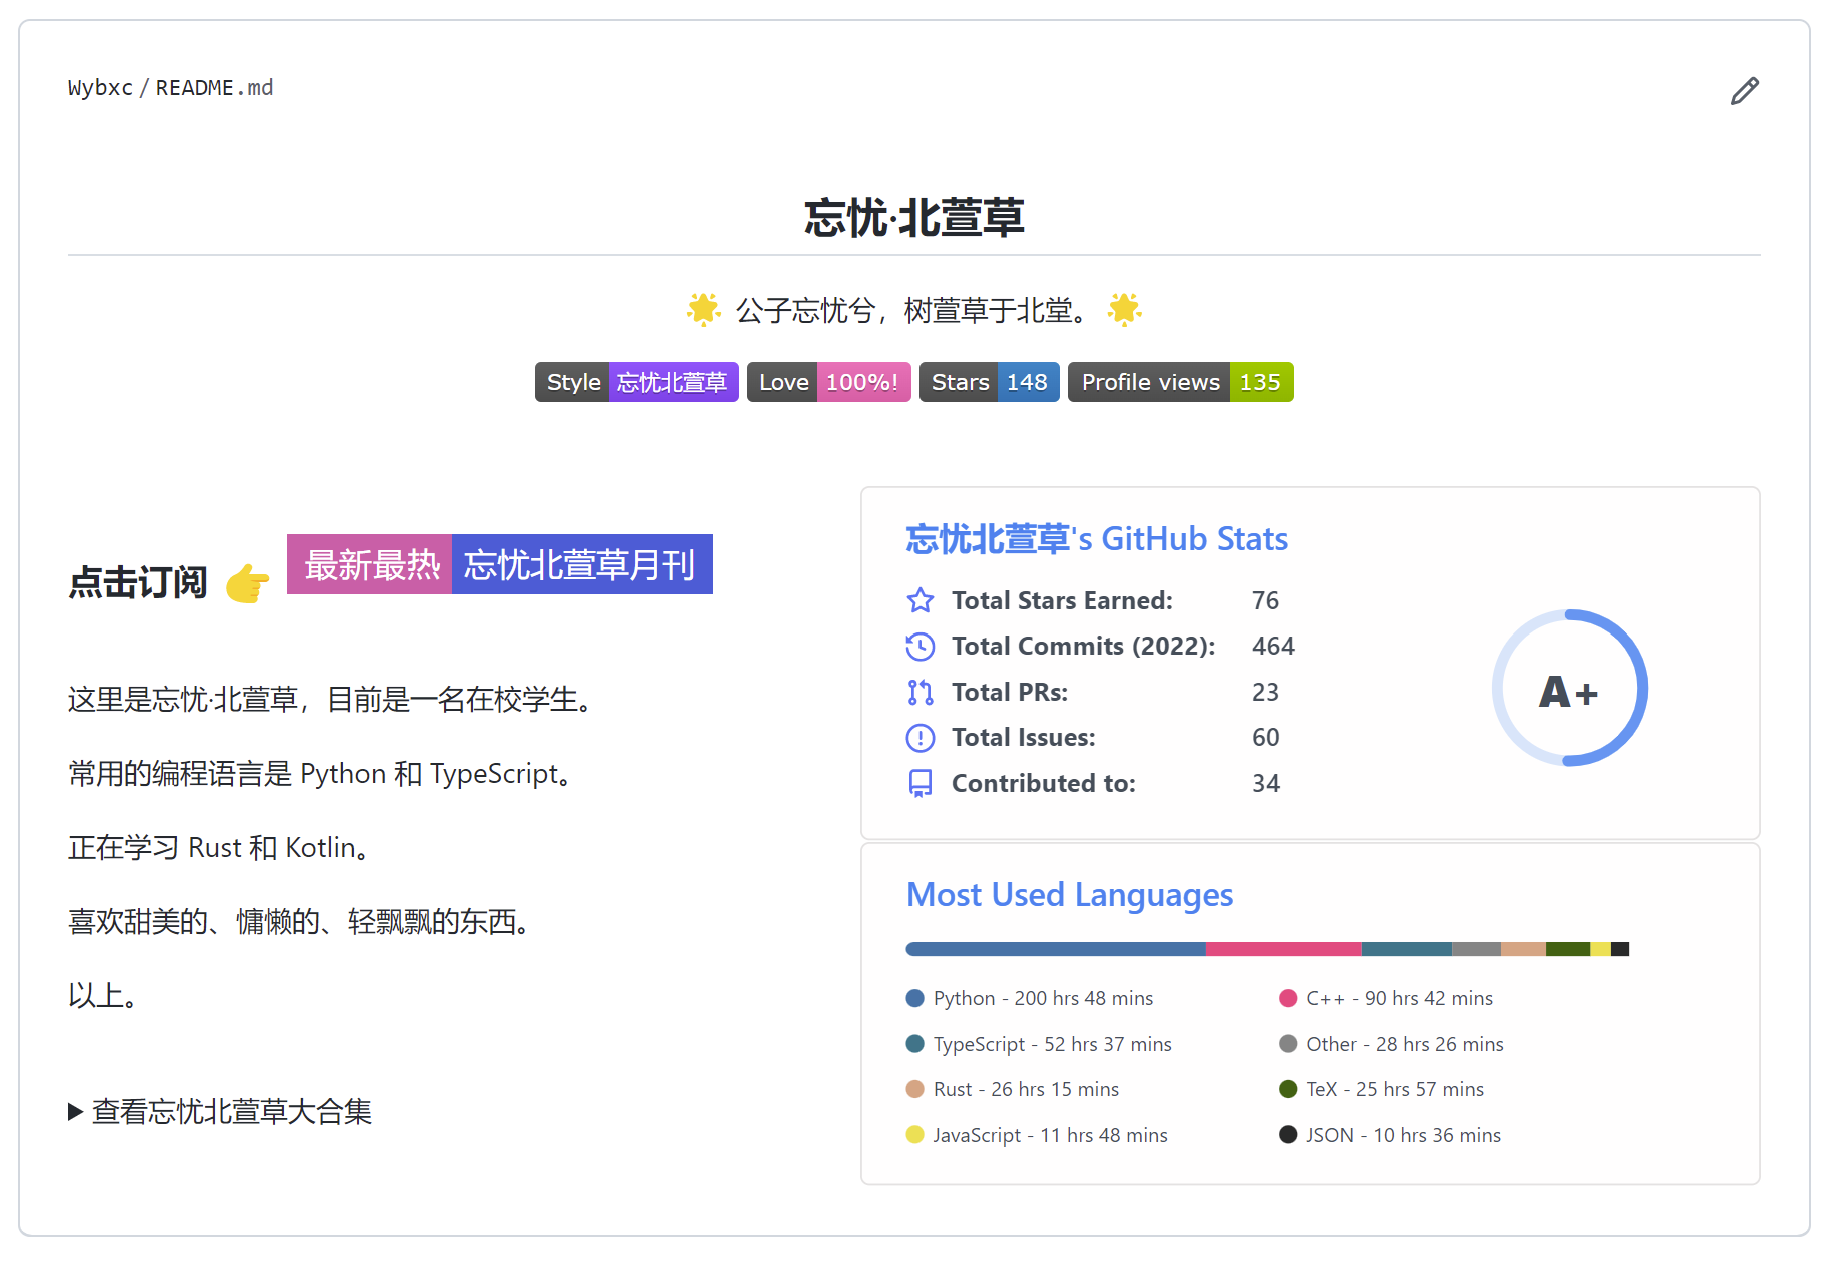 Wybxc / README.md
忘忧·北萱草
🌟 公子忘忧兮，树萱草于北堂。 🌟
Style 忘忧北萱草 Love 100%! Stars 148 Profile views 135
点击订阅 👉 最新最热 忘忧北萱草月刊
这里是忘忧·北萱草，目前是一名在校学生。
常用的编程语言是 Python 和 TypeScript。
正在学习 Rust 和 Kotlin。
喜欢甜美的、慵懒的、轻飘飘的东西。
以上。
▶ 查看忘忧北萱草大合集
忘忧北萱草's GitHub Stats
Total Stars Earned: 76
Total Commits (2022): 464
Total PRs: 23
Total Issues: 60
Contributed to: 34
A+
Most Used Languages
Python - 200 hrs 48 mins
C++ - 90 hrs 42 mins
TypeScript - 52 hrs 37 mins
Other - 28 hrs 26 mins
Rust - 26 hrs 15 mins
TeX - 25 hrs 57 mins
JavaScript - 11 hrs 48 mins
JSON - 10 hrs 36 mins